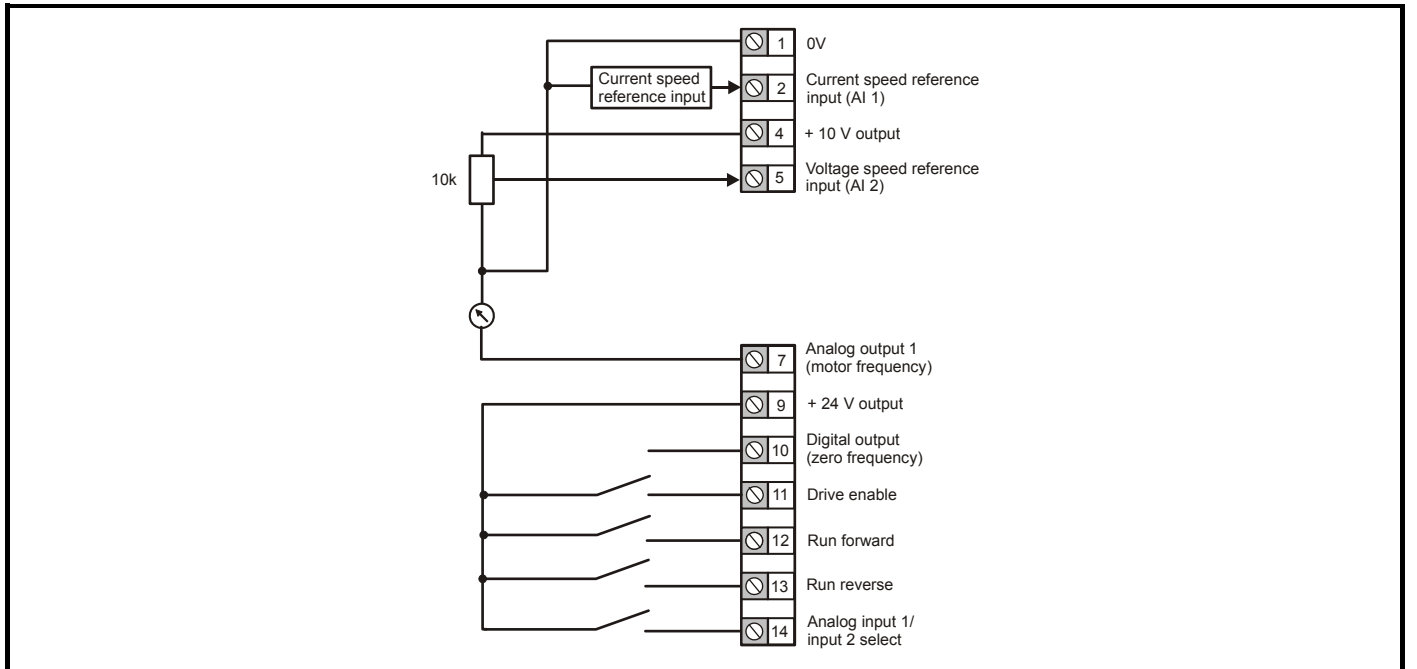 1 0V
Current speed
reference input
2 Current speed reference
input (AI 1)
4 + 10 V output
10k
5 Voltage speed reference
input (AI 2)
7 Analog output 1
(motor frequency)
9 + 24 V output
10 Digital output
(zero frequency)
11 Drive enable
12 Run forward
13 Run reverse
14 Analog input 1/
input 2 select